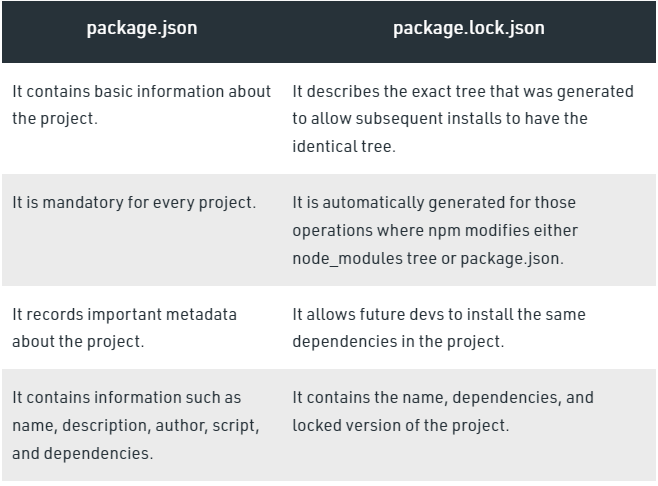 package.json
package.lock.json
It contains basic information about
the project.
It describes the exact tree that was generated
to allow subsequent installs to have the
identical tree.
It is mandatory for every project.
It is automatically generated for those
operations where npm modifies either
node_modules tree or package.json.
It records important metadata
about the project.
It allows future devs to install the same
dependencies in the project.
It contains information such as
name, description, author, script,
and dependencies.
It contains the name, dependencies, and
locked version of the project.